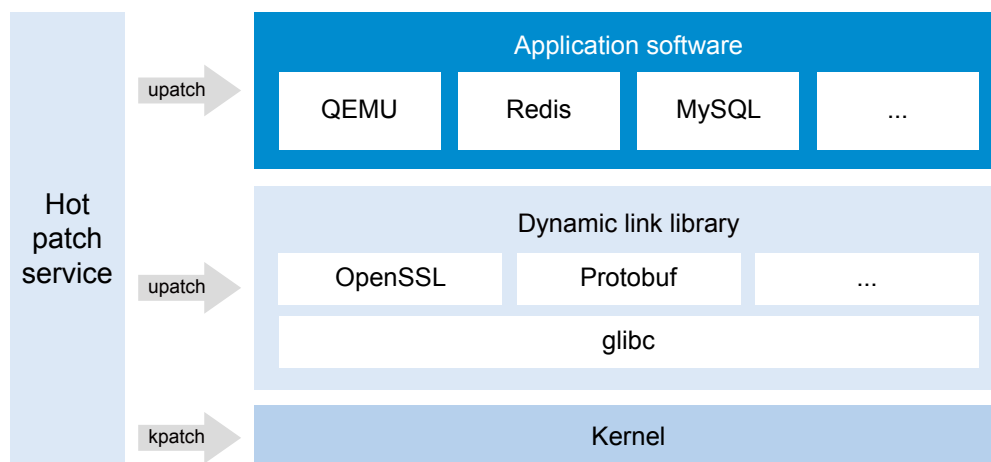 Hot
patch
service
upatch
Application software
QEMU
Redis
MySQL
...
upatch
Dynamic link library
OpenSSL
Protobuf
...
glibc
kpatch
Kernel